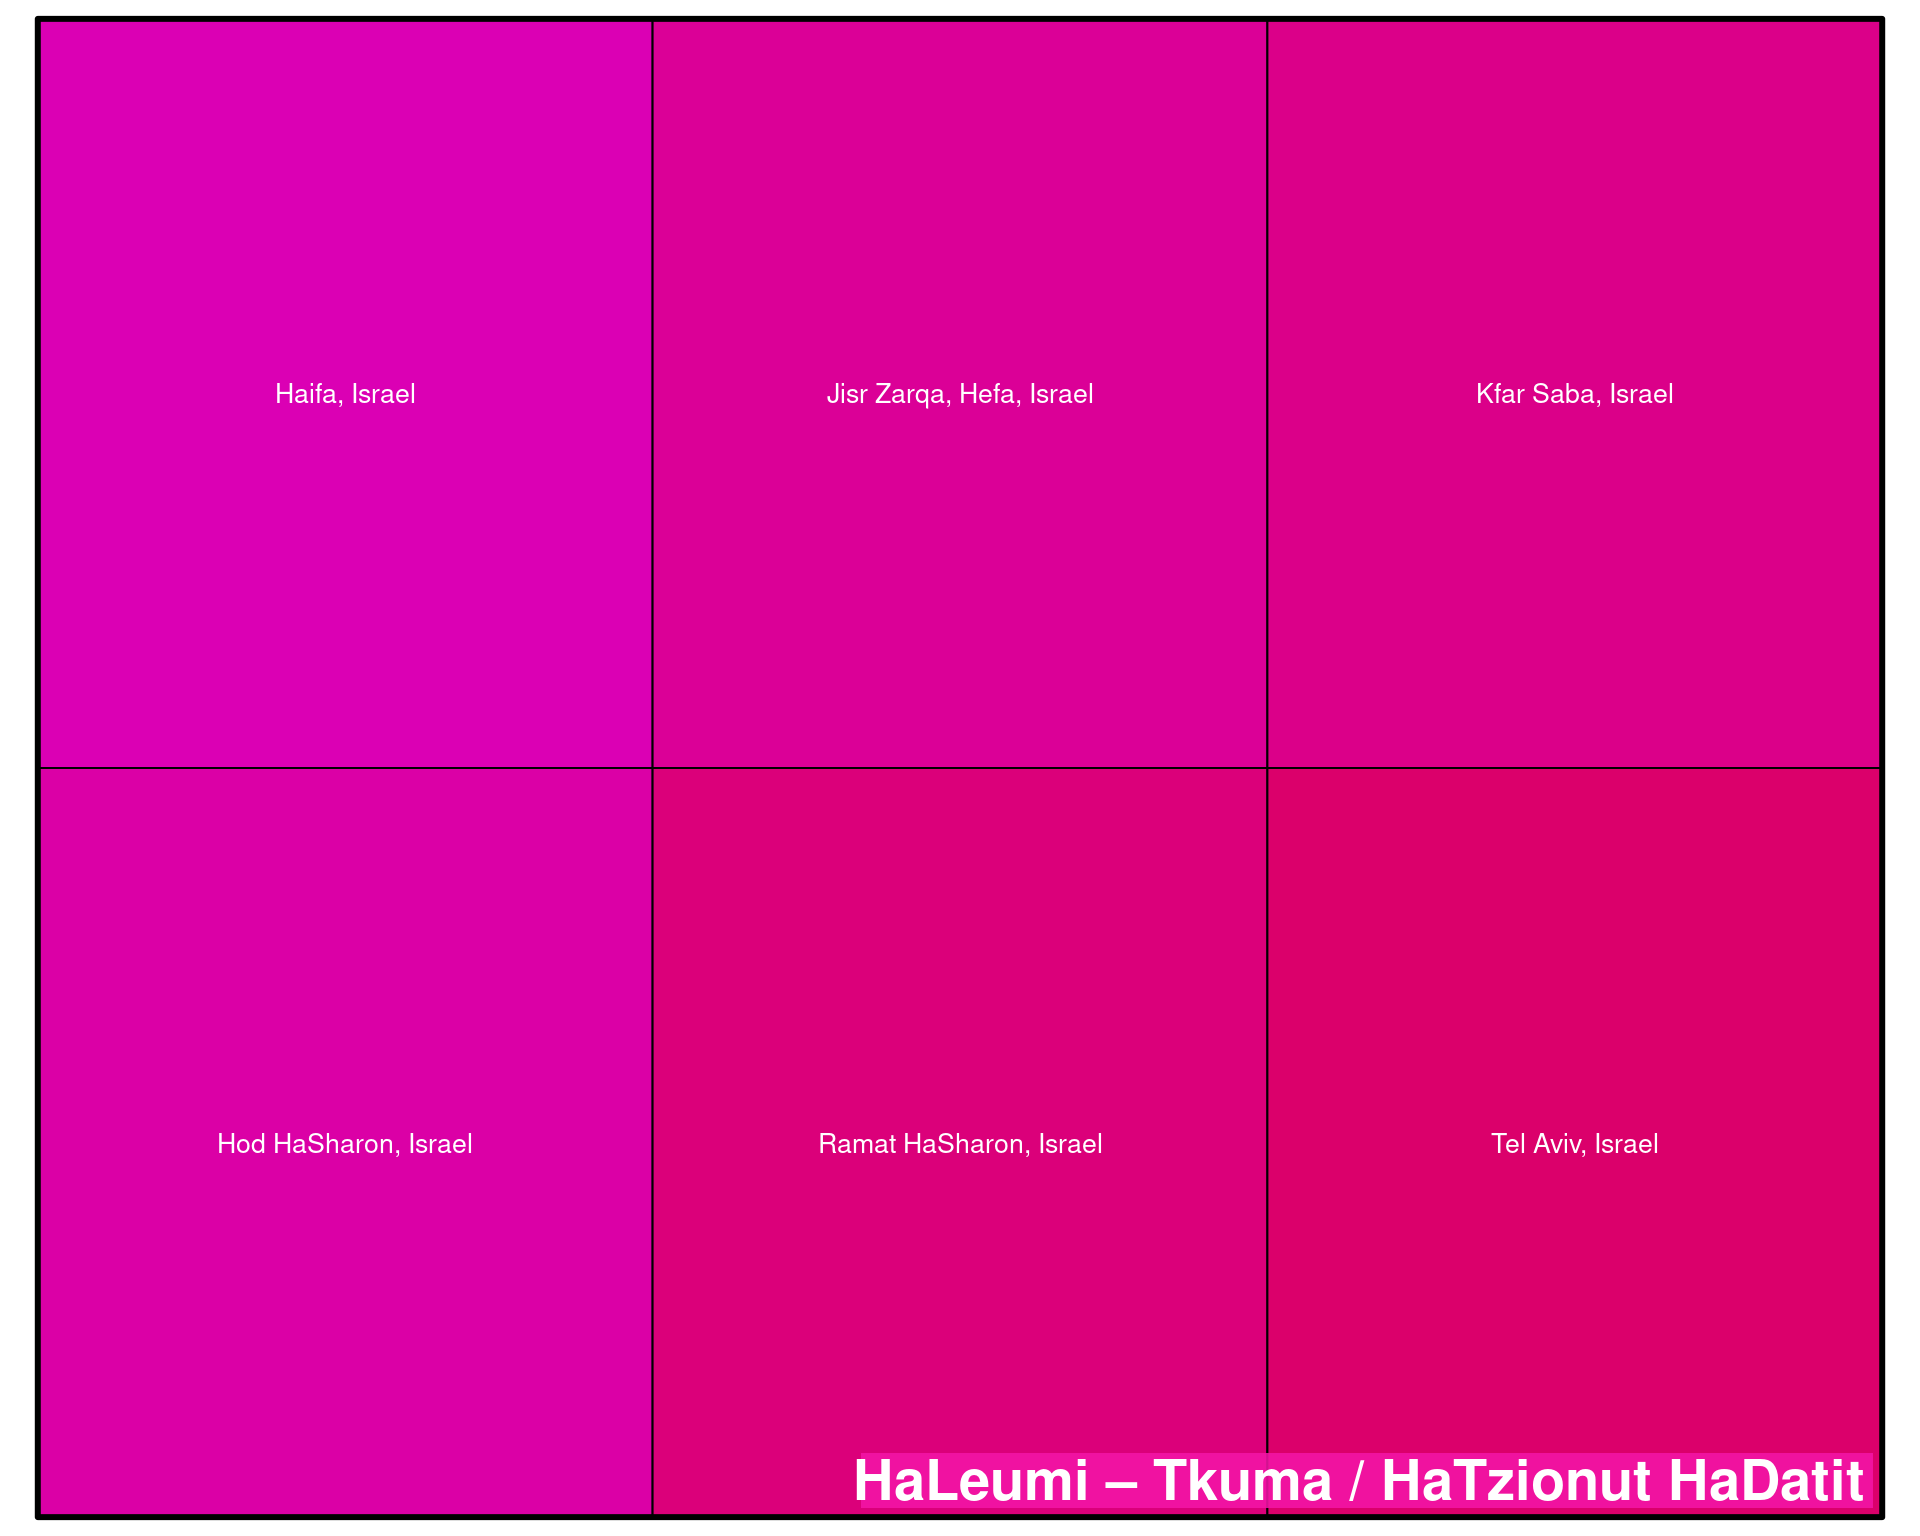 Haifa, Israel
Jisr Zarqa, Hefa, Israel
Kfar Saba, Israel
Hod HaSharon, Israel
Ramat HaSharon, Israel
Tel Aviv, Israel
HaLeumi – Tkuma / HaTzionut HaDatit